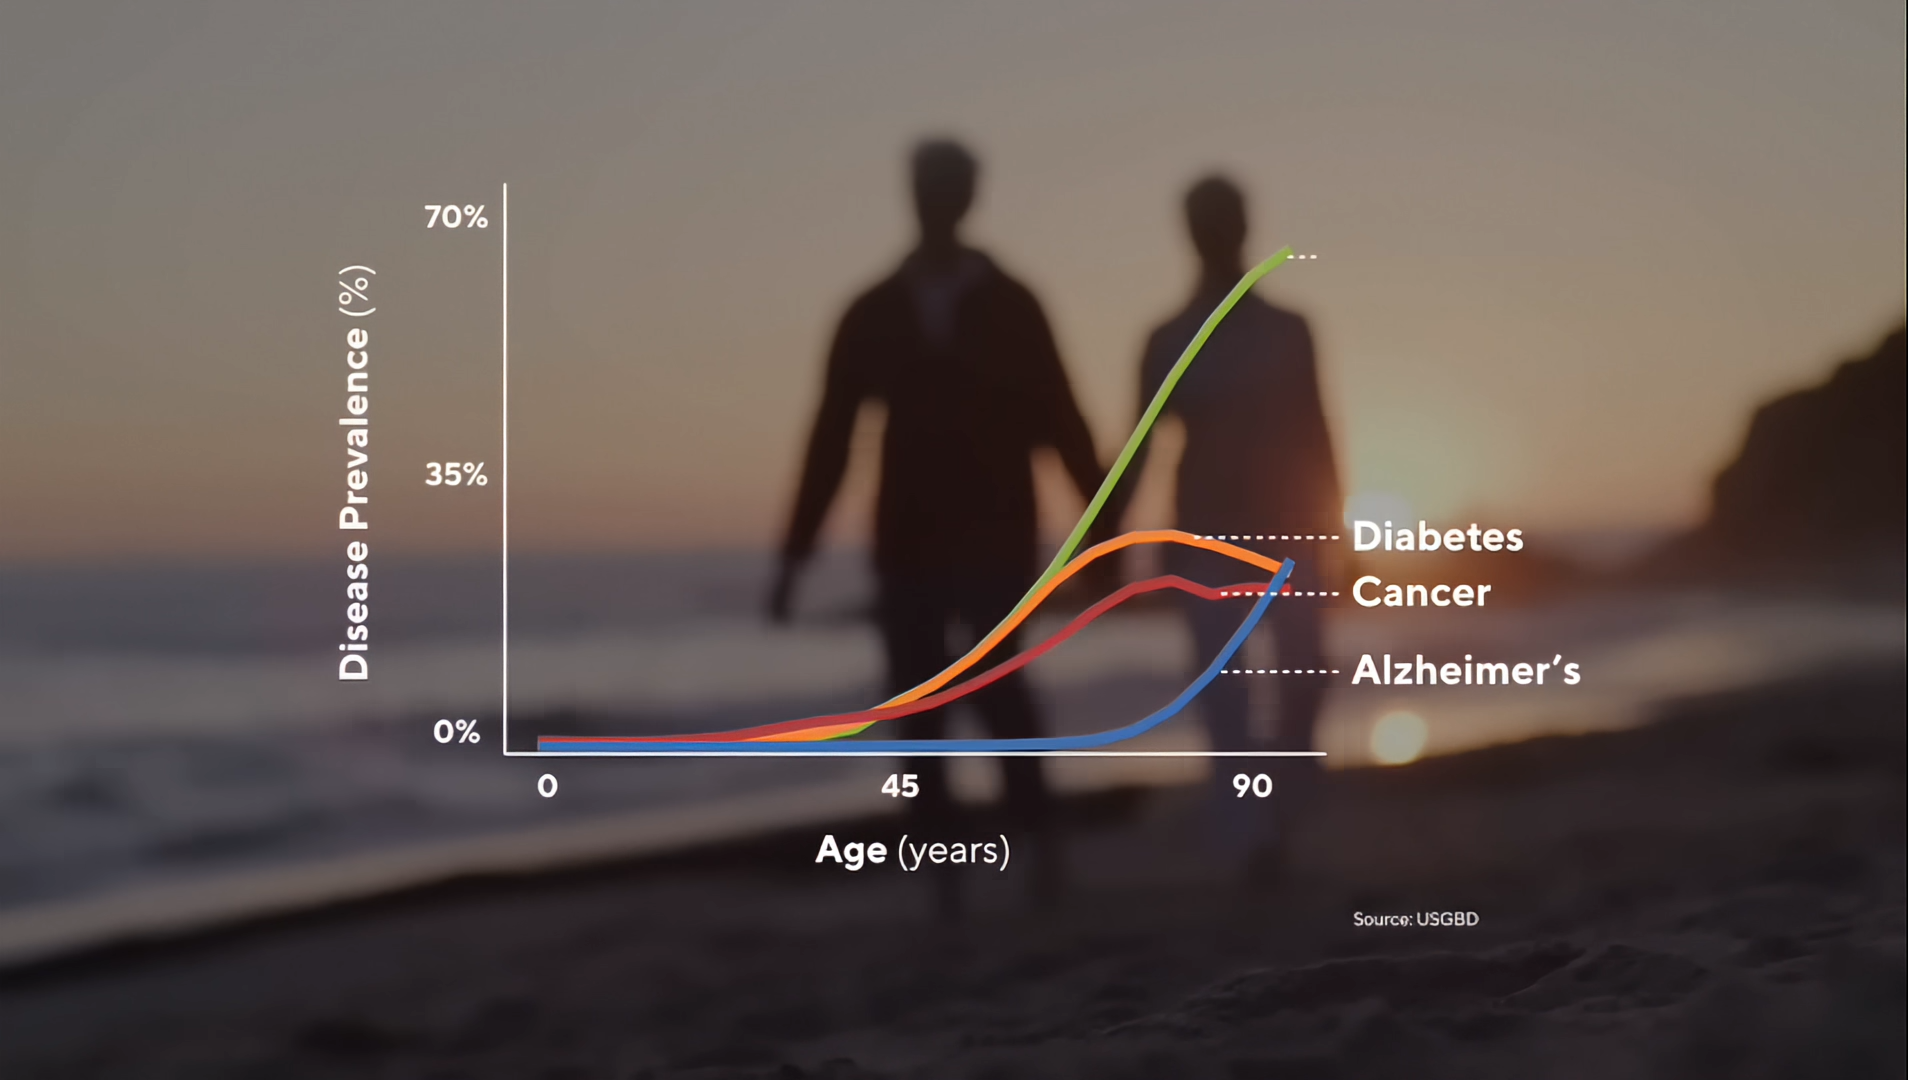 70%
35%
0%
Disease Prevalence (%)
0
45
90
Age (years)
Diabetes
Cancer
Alzheimer's
Source: USGBD